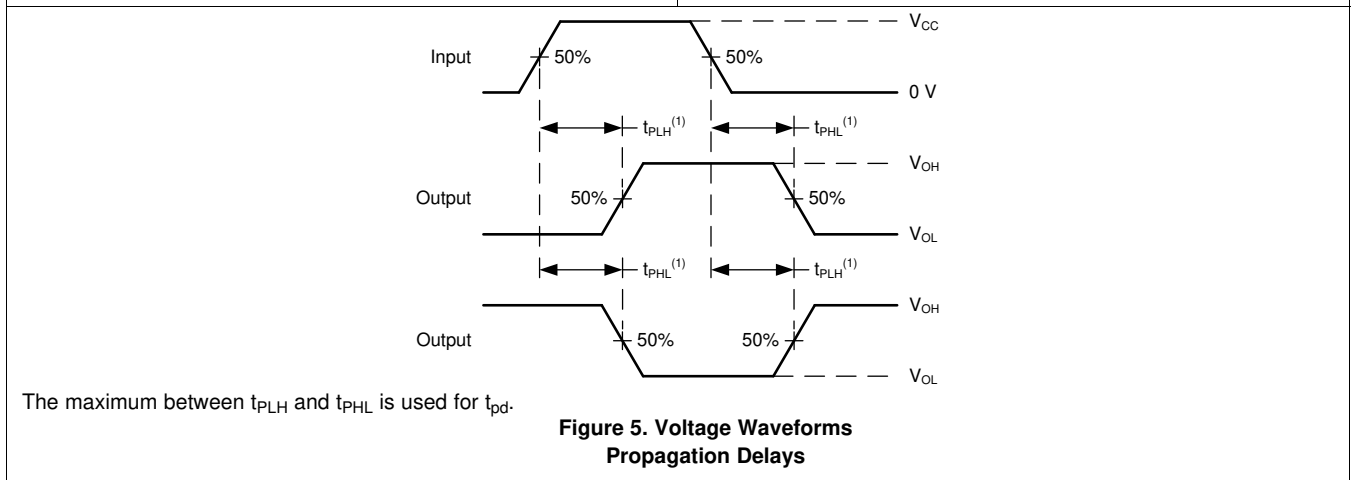 V_CC
Input
50%
50%
0 V
t_PLH^(1)
t_PHL^(1)
V_OH
Output
50%
50%
V_OL
t_PHL^(1)
t_PLH^(1)
V_OH
Output
50%
50%
V_OL
The maximum between t_PLH and t_PHL is used for t_pd.
Figure 5. Voltage Waveforms
Propagation Delays